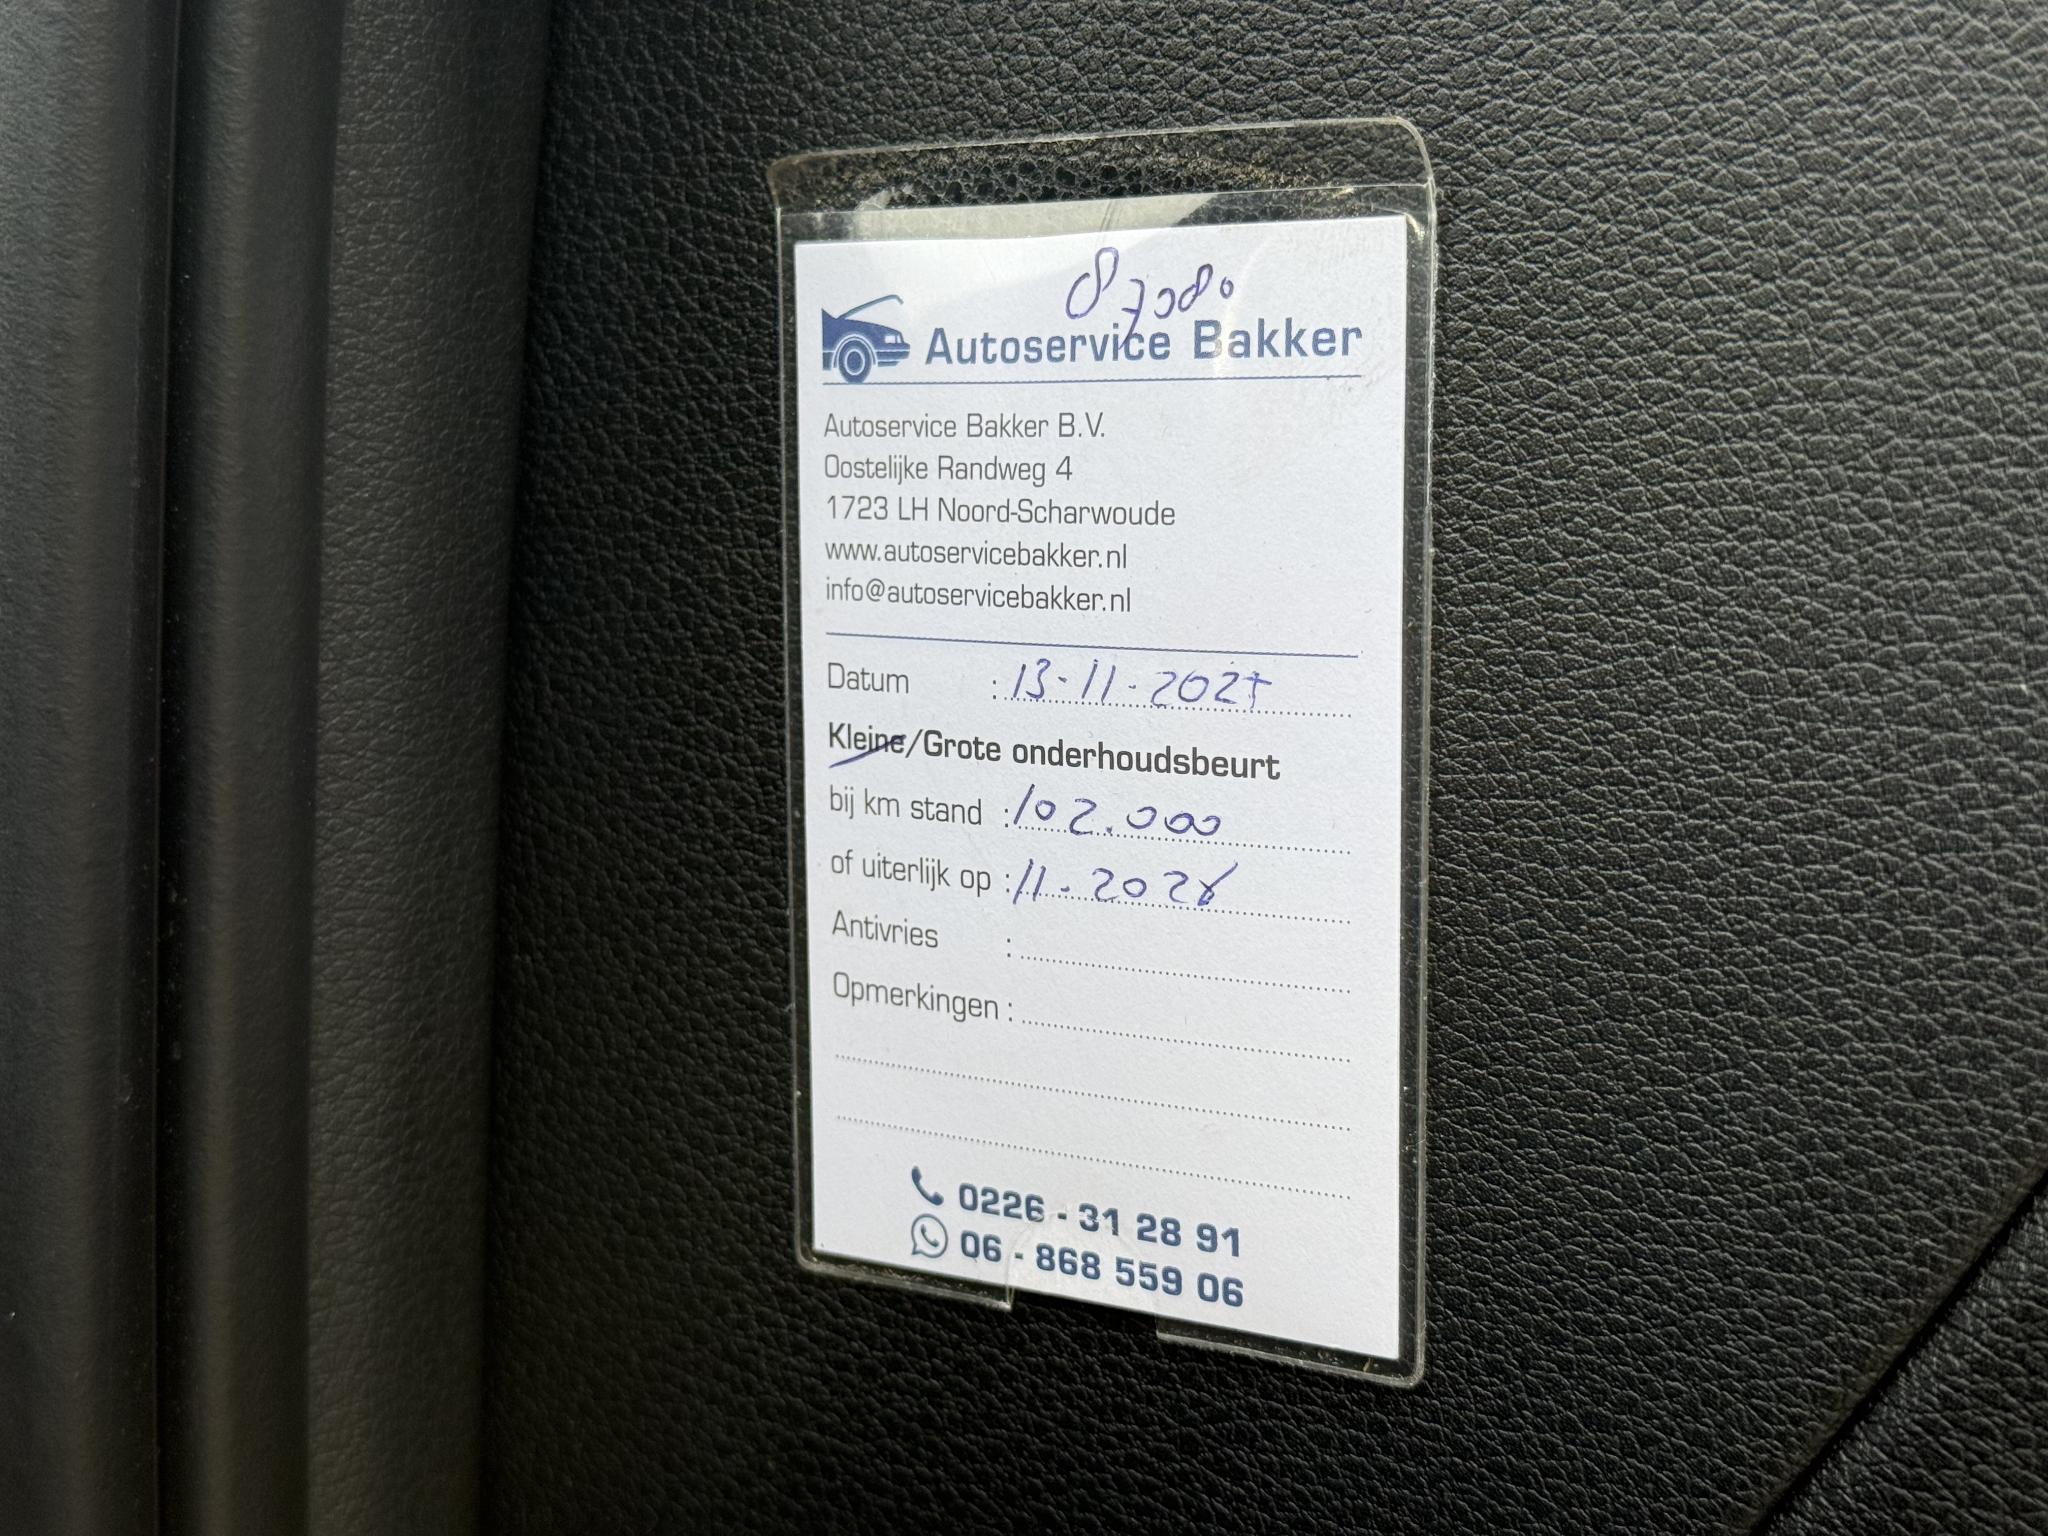 87080
Autoservice Bakker
Autoservice Bakker B.V.
Oostelijke Randweg 4
1723 LH Noord-Scharwoude
www.autoservicebakker.nl
info@autoservicebakker.nl
Datum : 13-11-2025
Kleine/Grote onderhoudsbeurt
bij km stand : 102.000
of uiterlijk op : 11-2026
Antivries :
Opmerkingen :
0226 - 31 28 91
06 - 868 559 06